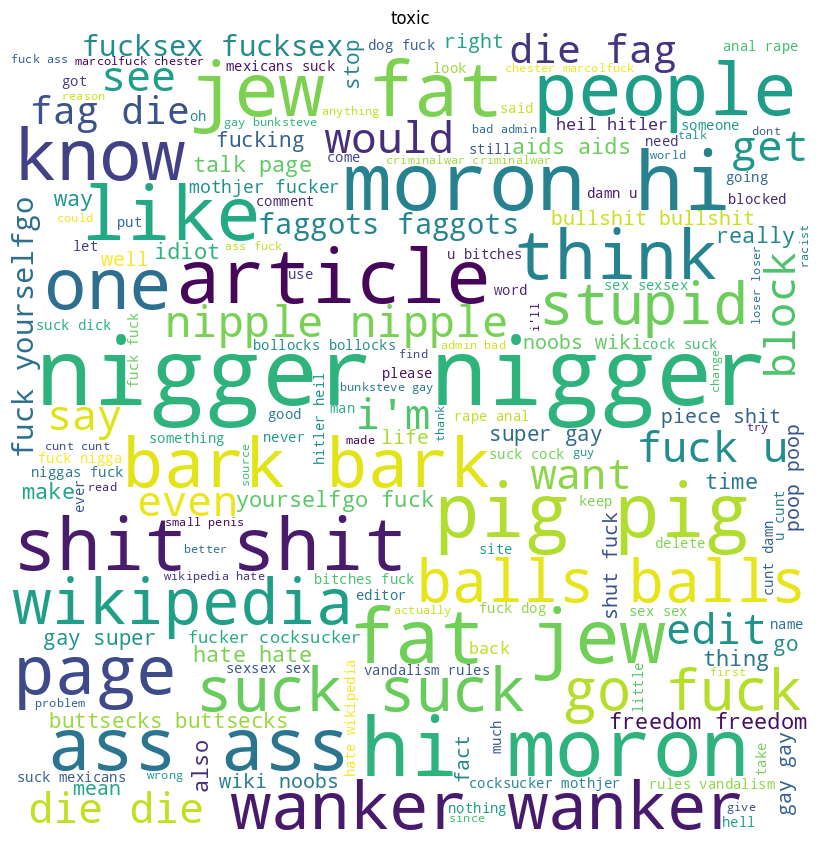 toxic
fuck ass
marcolfuck chester
fucksex fucksex
dog fuck
right
die fag
anal rape
got
mexicans suck
see
stop
look
chester marcolfuck
reason
jew fat
people
fag die
oh
gay bunksteve
anything
said
bad admin
heil hitler
need
someone
dont
know
fucking
would
still
aids aids
talk
get
talk page
come
criminalwar criminalwar
world
way
mothjer fucker
moron hi
going
could
like
comment
damn u
blocked
put
faggots faggots
bullshit bullshit
let
well
idiot
ass fuck
u bitches
think
really
racist
fuck yourselfgo
one
article
use
word
sex sexsex
loser loser
block
i'll
stupid
suck dick
nipple nipple
fuck fuck
bollocks bollocks
admin bad
noobs wiki
cock suck
find
please
bunksteve gay
change
nigger nigger
say
good
man
i'm
thank
rape anal
piece shit
try
hitler heil
cunt cunt
something
never
made
life
super gay
guy
fuck u
fuck nigga
niggas fuck
source
bark bark
suck cock
want
poop poop
make
ever
read
even
yourselfgo fuck
keep
time
u cunt
small penis
pig pig
shit shit
better
site
delete
cunt damn
shut fuck
wikipedia hate
bitches fuck
balls balls
wikipedia
editor
actually
fuck dog
sex sex
name
gay super
fucker cocksucker
fat jew
edit
go
hate hate
back
thing
page
sexsex sex
vandalism rules
little
first
problem
suck suck
go fuck
buttsecks buttsecks
hate wikipedia
freedom freedom
ass ass
hi moron
much
fact
take
gay gay
suck mexicans
wrong
also
wiki noobs
cocksucker mothjer
rules vandalism
mean
die die
wanker wanker
nothing
since
give
hell